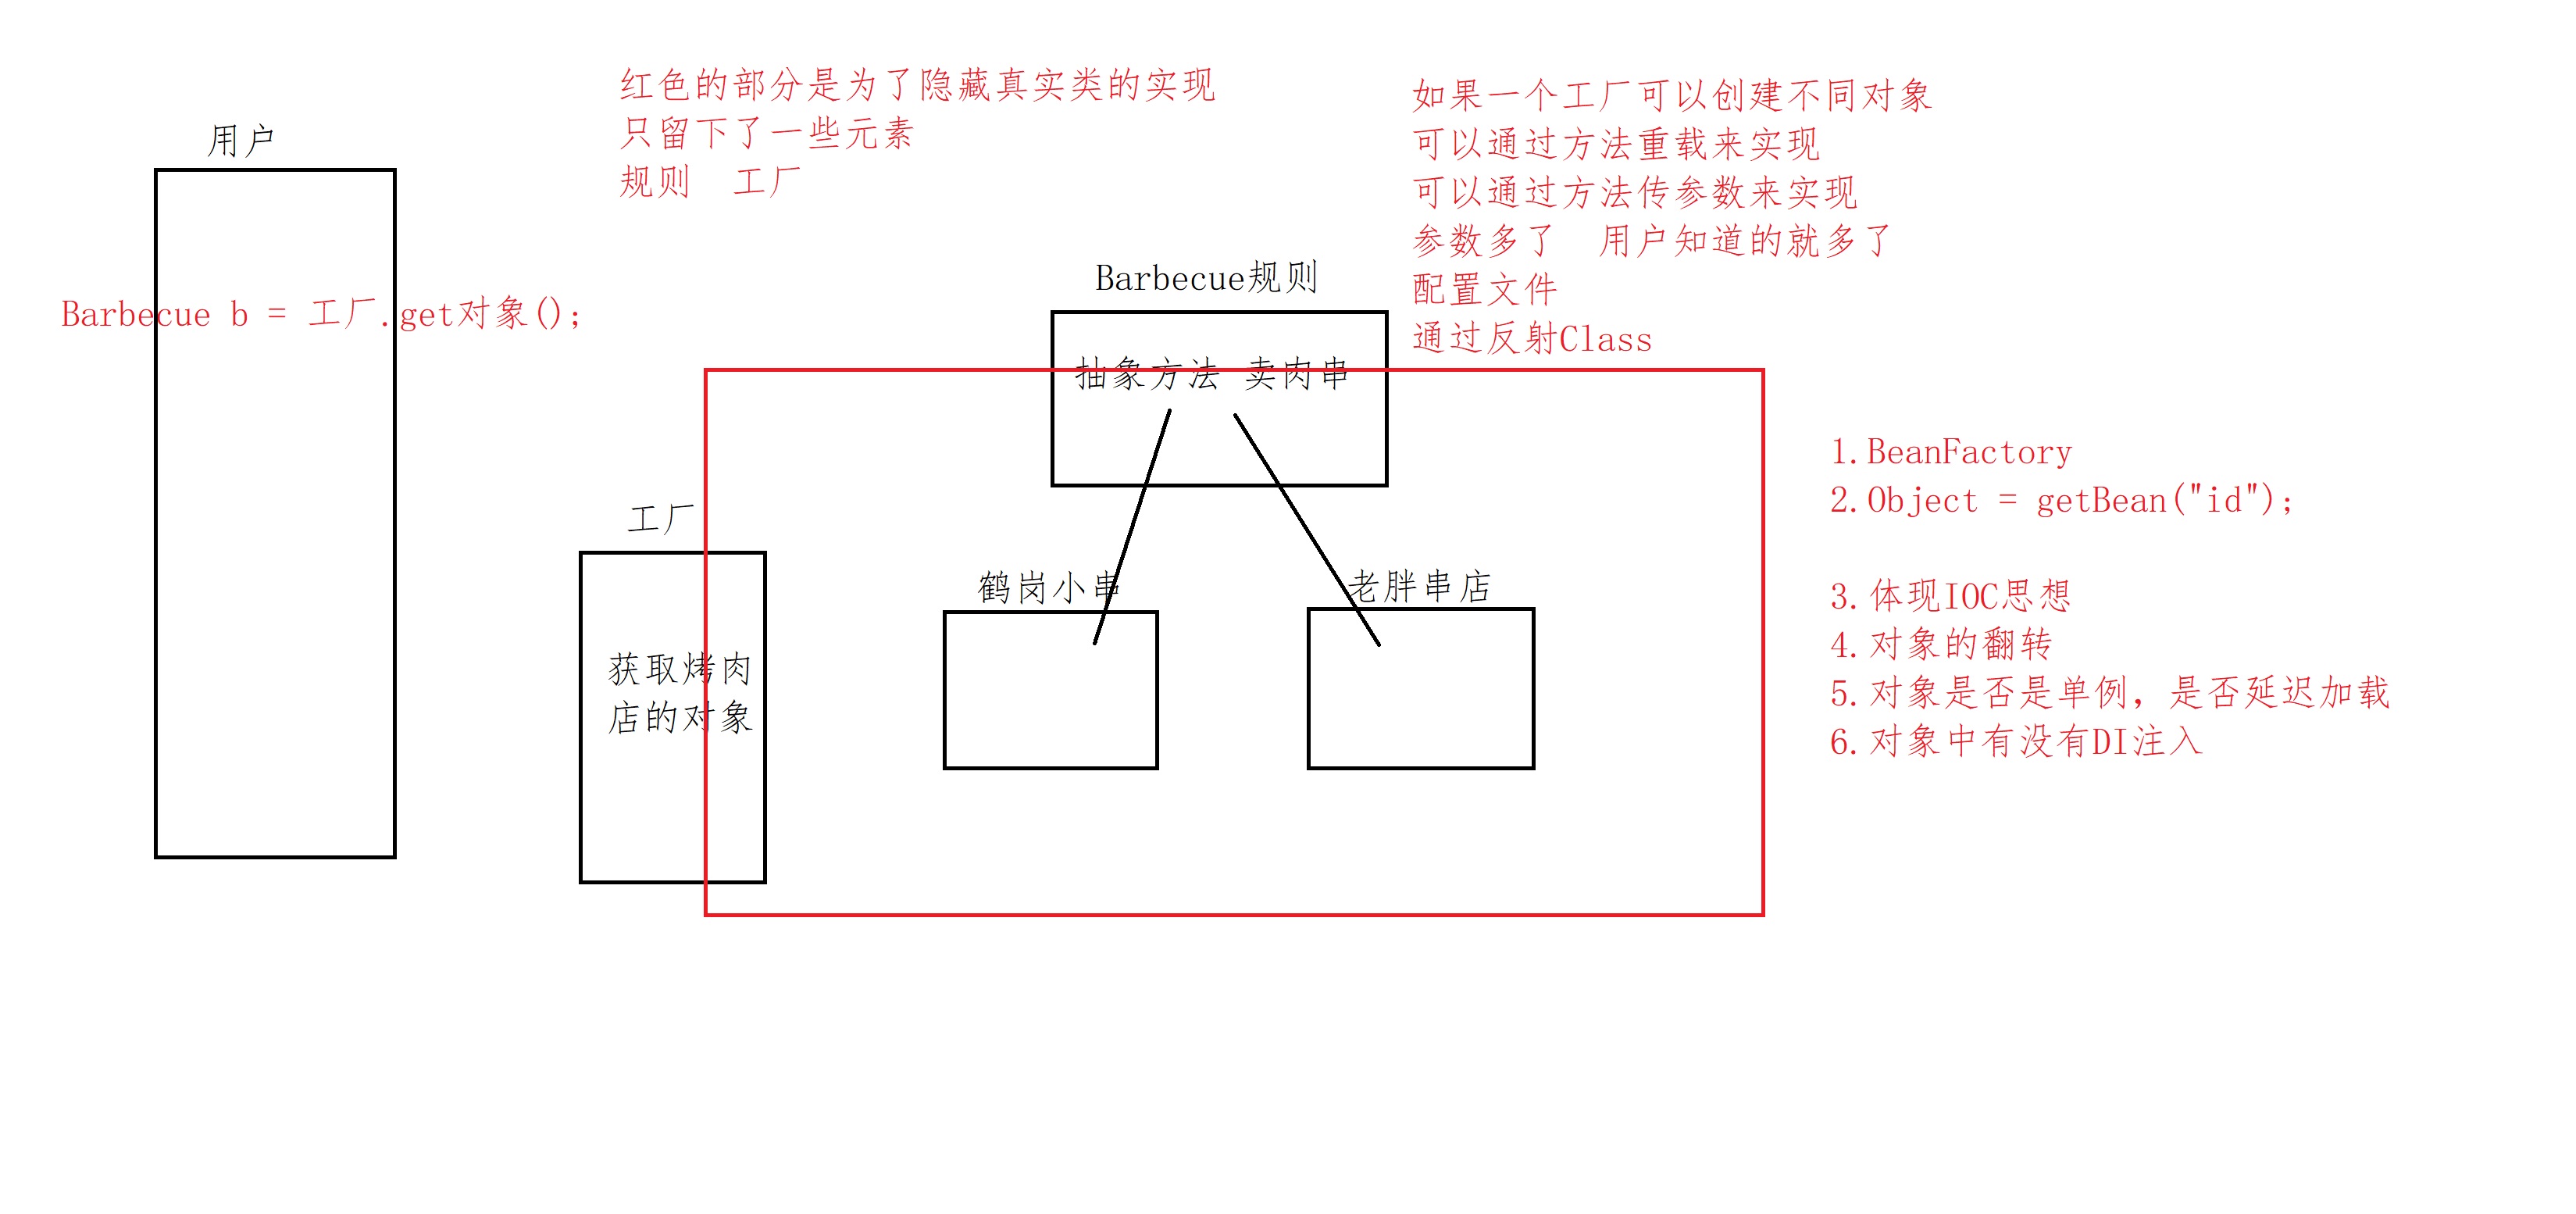 用户
Barbecue b = 工厂.get对象();
红色的部分是为了隐藏真实类的实现
只留下了一些元素
规则　工厂
如果一个工厂可以创建不同对象
可以通过方法重载来实现
可以通过方法传参数来实现
参数多了　用户知道的就多了
配置文件
通过反射Class
Barbecue规则
抽象方法 卖肉串
工厂
获取烤肉
店的对象
鹤岗小串
老胖串店
1.BeanFactory
2.Object = getBean("id");
3.体现IOC思想
4.对象的翻转
5.对象是否是单例，是否延迟加载
6.对象中有没有DI注入